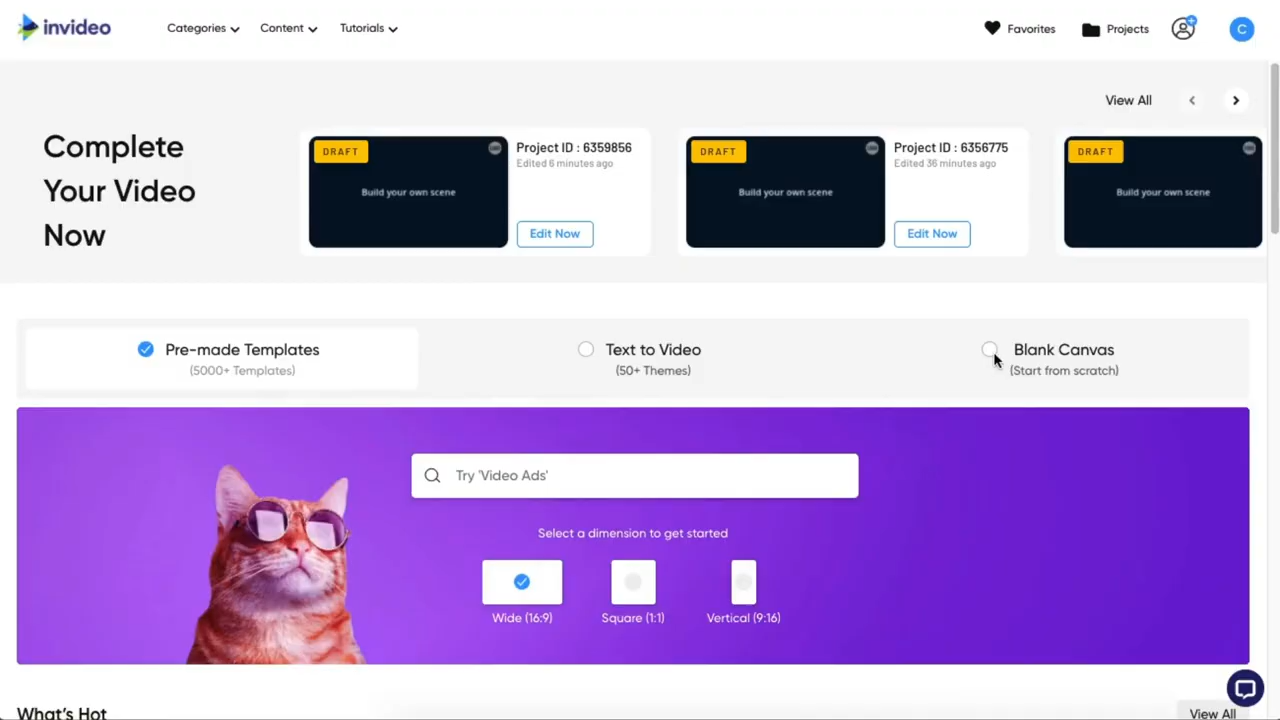 invideo
Categories
Content
Tutorials
Favorites
Projects
C
View All
Complete
Your Video
Now
DRAFT
Build your own scene
Project ID : 6359856
Edited 6 minutes ago
Edit Now
DRAFT
Build your own scene
Project ID : 6356775
Edited 36 minutes ago
Edit Now
DRAFT
Build your own scene
Pre-made Templates
(5000+ Templates)
Text to Video
(50+ Themes)
Blank Canvas
(Start from scratch)
Try 'Video Ads'
Select a dimension to get started
Wide (16:9)
Square (1:1)
Vertical (9:16)
What's Hot
View All